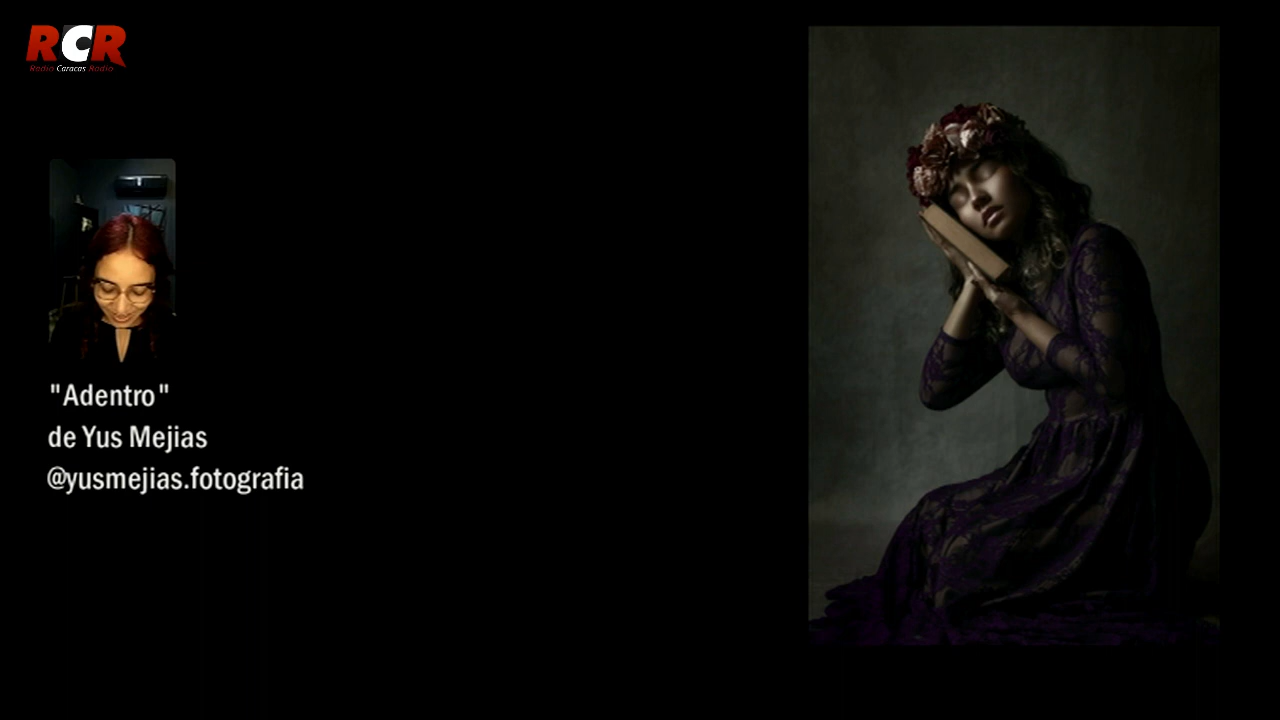 RCR
Radio Caracas Radio
"Adentro"
de Yus Mejias
@yusmejias.fotografia